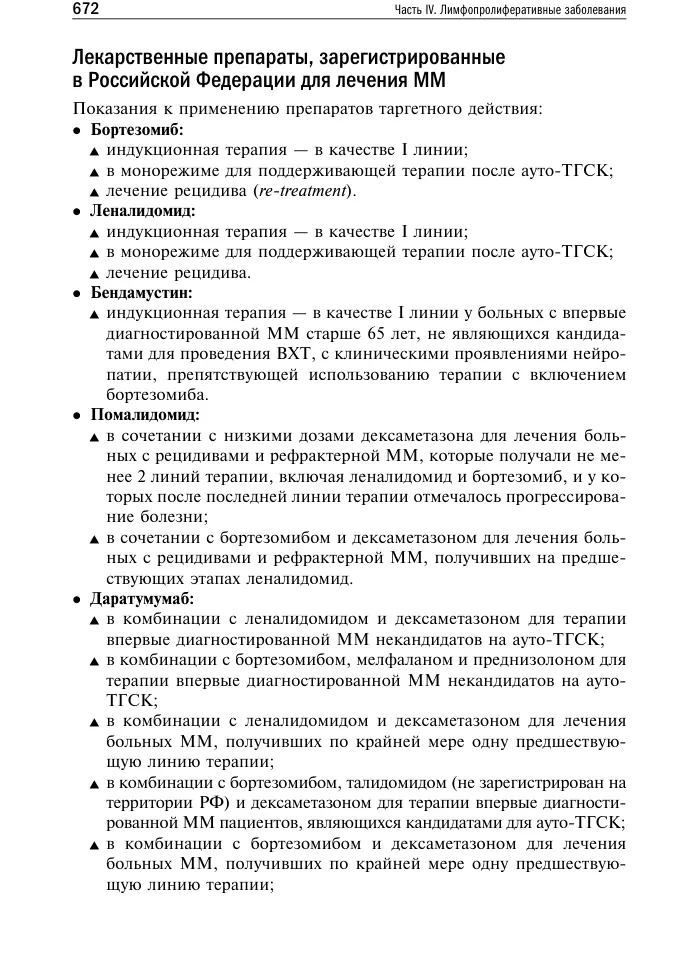 672
Часть IV. Лимфопролиферативные заболевания
Лекарственные препараты, зарегистрированные
в Российской Федерации для лечения ММ
Показания к применению препаратов таргетного действия:
● Бортезомиб:
▲ индукционная терапия — в качестве I линии;
▲ в монорежиме для поддерживающей терапии после ауто-ТГСК;
▲ лечение рецидива (re-treatment).
● Леналидомид:
▲ индукционная терапия — в качестве I линии;
▲ в монорежиме для поддерживающей терапии после ауто-ТГСК;
▲ лечение рецидива.
● Бендамустин:
▲ индукционная терапия — в качестве I линии у больных с впервые
диагностированной ММ старше 65 лет, не являющихся кандида-
тами для проведения ВХТ, с клиническими проявлениями нейро-
патии, препятствующей использованию терапии с включением
бортезомиба.
● Помалидомид:
▲ в сочетании с низкими дозами дексаметазона для лечения боль-
ных с рецидивами и рефрактерной ММ, которые получали не ме-
нее 2 линий терапии, включая леналидомид и бортезомиб, и у ко-
торых после последней линии терапии отмечалось прогрессирова-
ние болезни;
▲ в сочетании с бортезомибом и дексаметазоном для лечения боль-
ных с рецидивами и рефрактерной ММ, получивших на предше-
ствующих этапах леналидомид.
● Даратумумаб:
▲ в комбинации с леналидомидом и дексаметазоном для терапии
впервые диагностированной ММ некандидатов на ауто-ТГСК;
▲ в комбинации с бортезомибом, мелфаланом и преднизолоном для
терапии впервые диагностированной ММ некандидатов на ауто-
ТГСК;
▲ в комбинации с леналидомидом и дексаметазоном для лечения
больных ММ, получивших по крайней мере одну предшествую-
щую линию терапии;
▲ в комбинации с бортезомибом, талидомидом (не зарегистрирован на
территории РФ) и дексаметазоном для терапии впервые диагности-
рованной ММ пациентов, являющихся кандидатами для ауто-ТГСК;
▲ в комбинации с бортезомибом и дексаметазоном для лечения
больных ММ, получивших по крайней мере одну предшествую-
щую линию терапии;